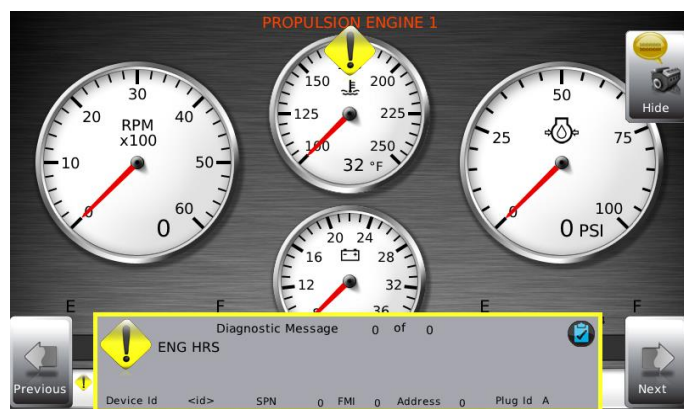 PROPULSION ENGINE 1
30
20
40
RPM
x100
10
50
0
60
0
150
200
125
225
100
250
32 °F
50
25
75
0
100
0 PSI
Hide
20 24
16
28
12
32
36
E
F
E
F
Diagnostic Message 0 of 0
ENG HRS
Device Id <id> SPN 0 FMI 0 Address 0 Plug Id A
Previous
Next